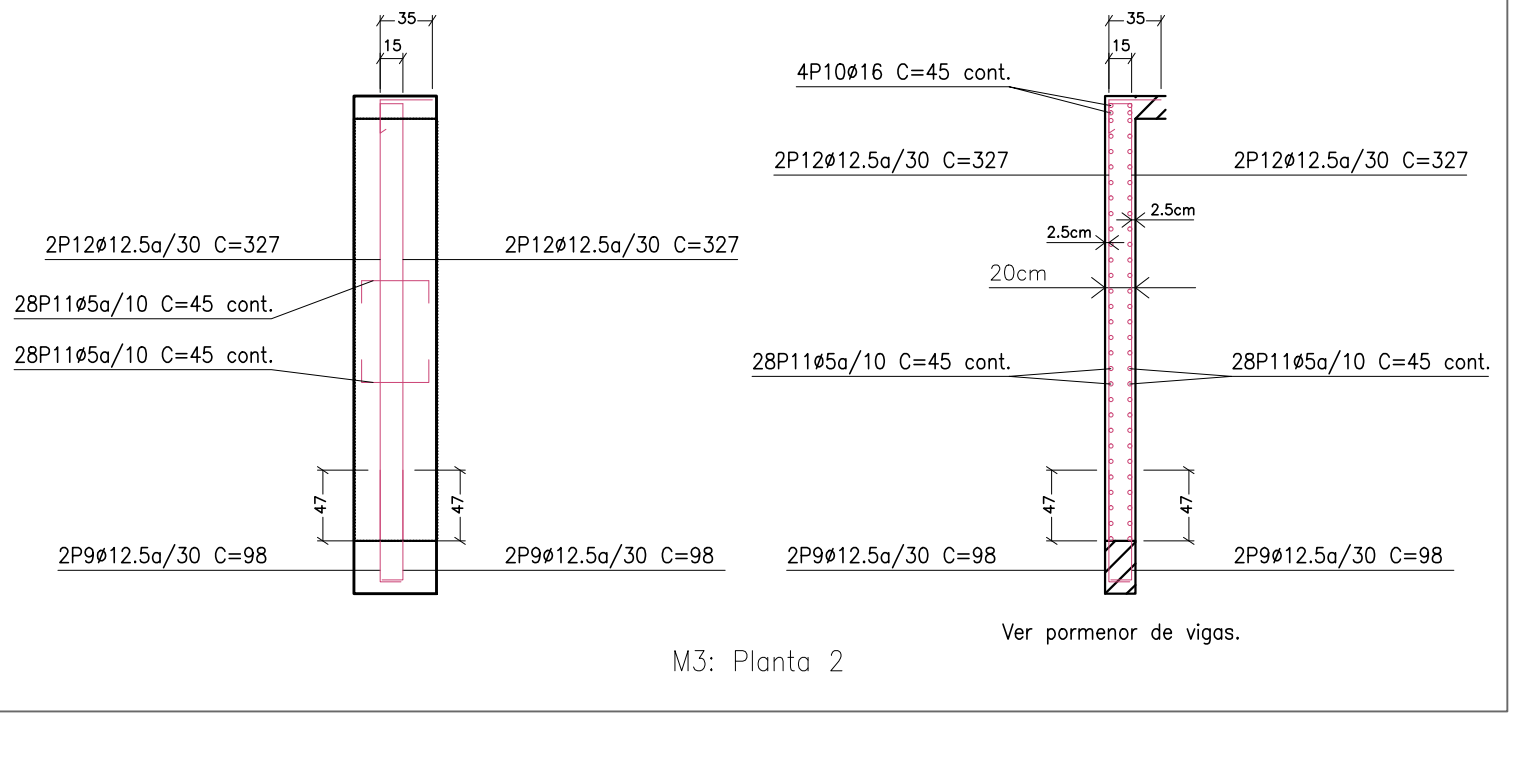 35
15
2P12ø12.5a/30 C=327
2P12ø12.5a/30 C=327
28P11ø5a/10 C=45 cont.
28P11ø5a/10 C=45 cont.
47
47
2P9ø12.5a/30 C=98
2P9ø12.5a/30 C=98
35
15
4P10ø16 C=45 cont.
2P12ø12.5a/30 C=327
2P12ø12.5a/30 C=327
2.5cm
2.5cm
20cm
28P11ø5a/10 C=45 cont.
28P11ø5a/10 C=45 cont.
47
47
2P9ø12.5a/30 C=98
2P9ø12.5a/30 C=98
Ver pormenor de vigas.
M3: Planta 2